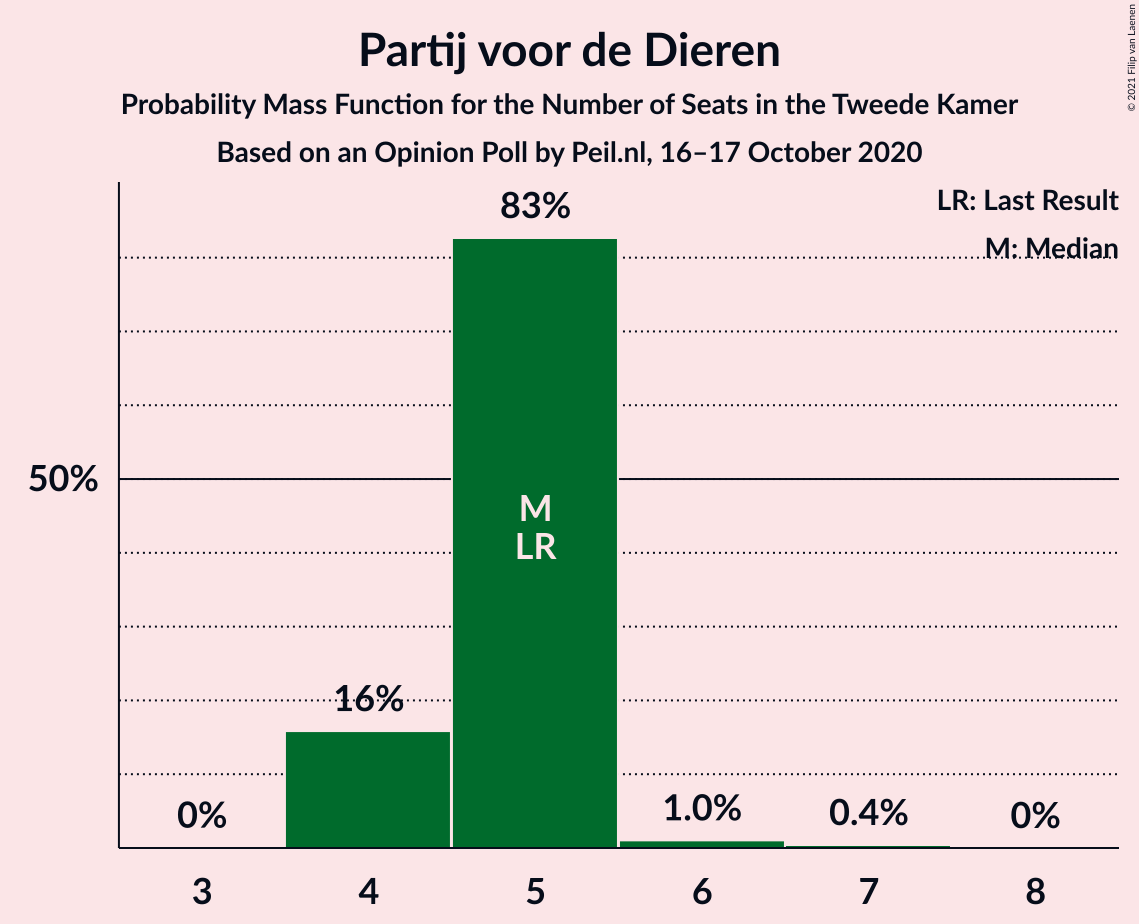 Partij voor de Dieren
Probability Mass Function for the Number of Seats in the Tweede Kamer
Based on an Opinion Poll by Peil.nl, 16–17 October 2020
© 2021 Filip van Laenen
LR: Last Result
M: Median
83%
50%
M
LR
16%
0%
1.0%
0.4%
0%
3 4 5 6 7 8